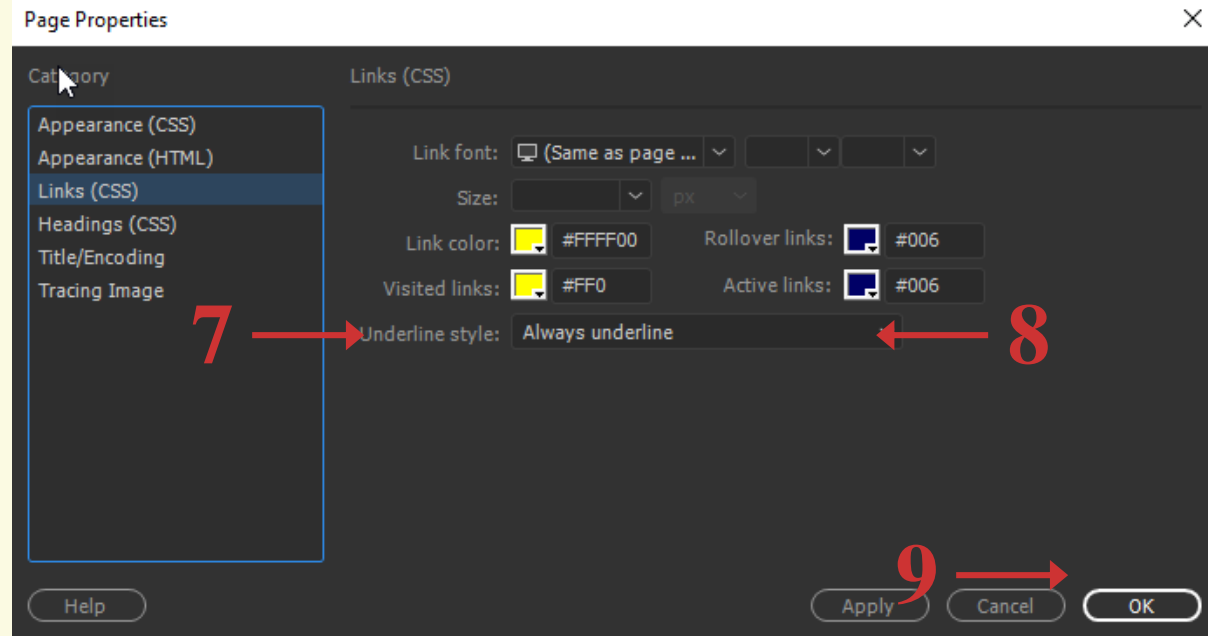 Page Properties
Category
Links (CSS)
Appearance (CSS)
Appearance (HTML)
Links (CSS)
Headings (CSS)
Title/Encoding
Tracing Image
Link font: (Same as page ...
Size: px
Link color: #FFFF00 Rollover links: #006
Visited links: #FF0 Active links: #006
7 Underline style: Always underline 8
9
Help Apply Cancel OK